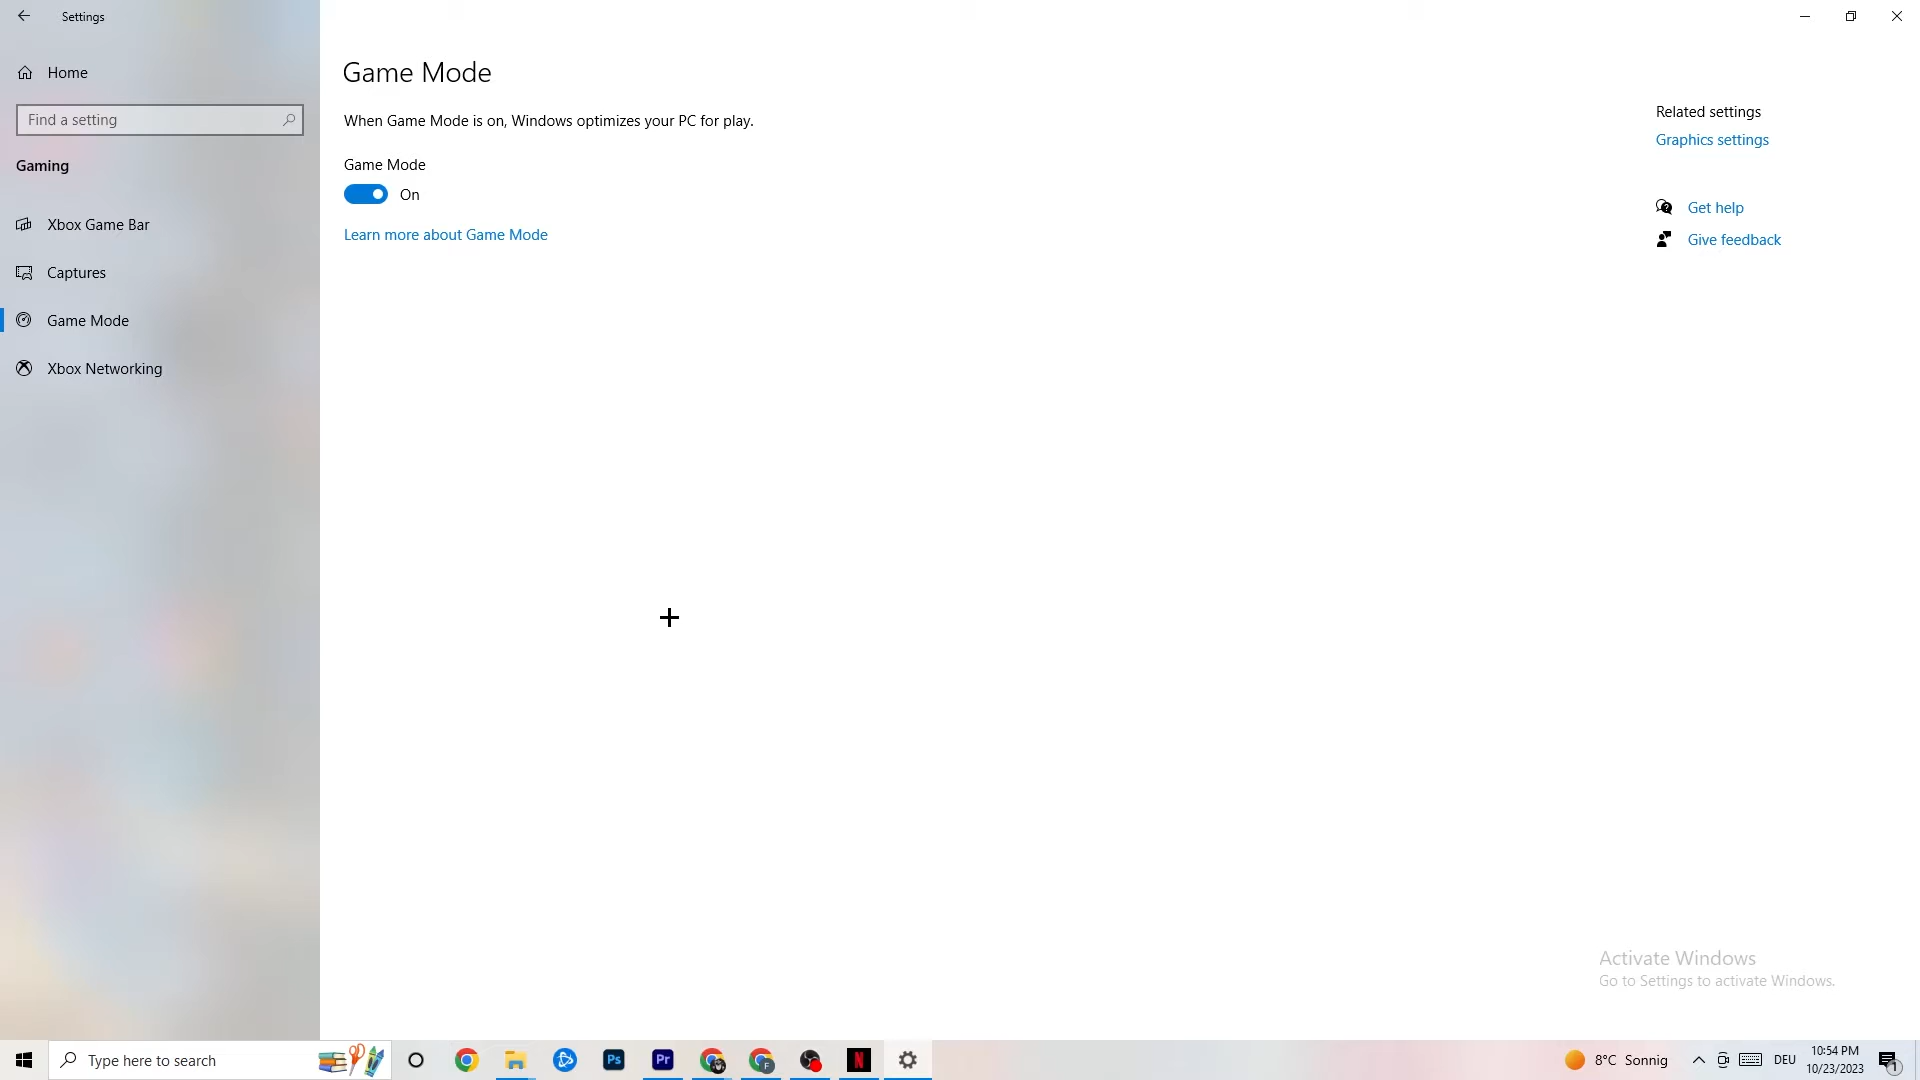 Settings
Home
Find a setting
Gaming
Xbox Game Bar
Captures
Game Mode
Xbox Networking
Game Mode
When Game Mode is on, Windows optimizes your PC for play.
Game Mode
On
Learn more about Game Mode
Related settings
Graphics settings
Get help
Give feedback
Activate Windows
Go to Settings to activate Windows.
Type here to search
Ps
Pr
F
N
8°C Sonnig
DEU
10:54 PM
10/23/2023
1